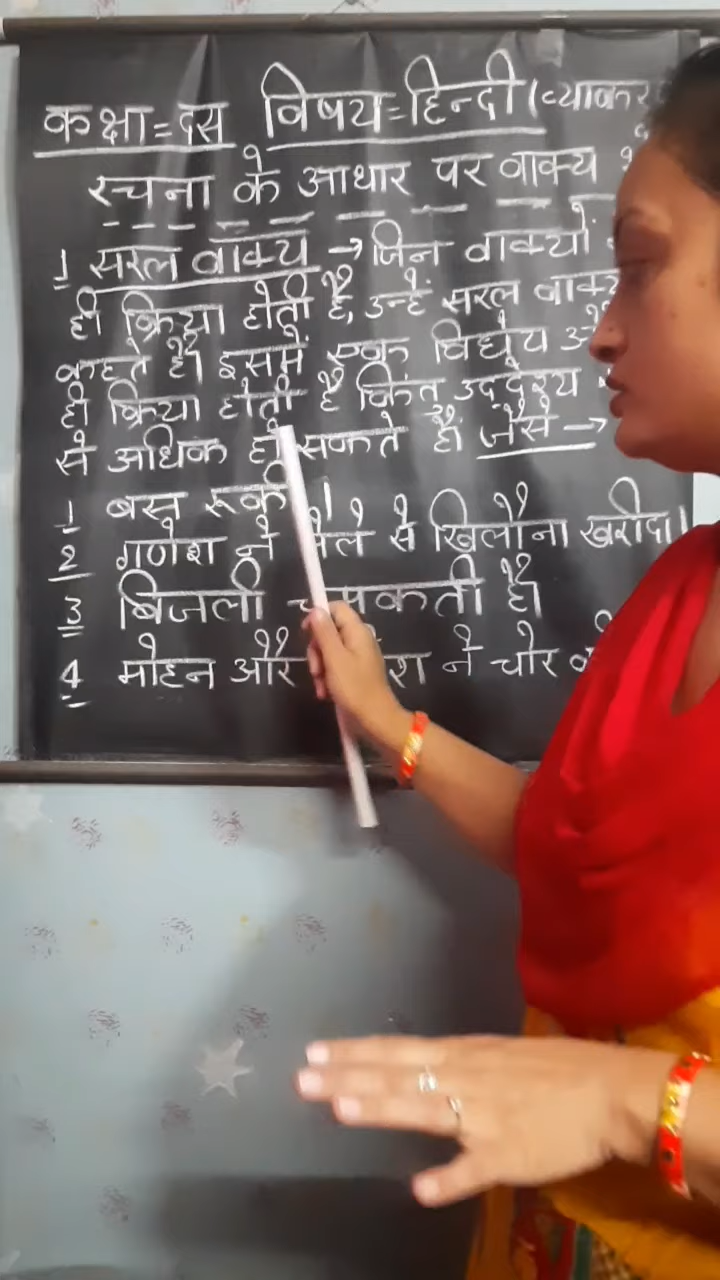 कक्षा=दस विषय=हिन्दी (व्याकर
रचना के आधार पर वाक्य
1 सरल वाक्य → जिन वाक्यों
ही क्रिया होती है, उन्हें सरल वाक्य
कहते हैं। इसमें एक विधेय
ही क्रिया होती है किंतु उद्देश्य
से अधिक हो सकते हैं। जैसे →
1 बस रूकी।
2 गणेश ने मेले से खिलौना खरीदा।
3 बिजली चमकती है।
4 मोहन और ने चोर